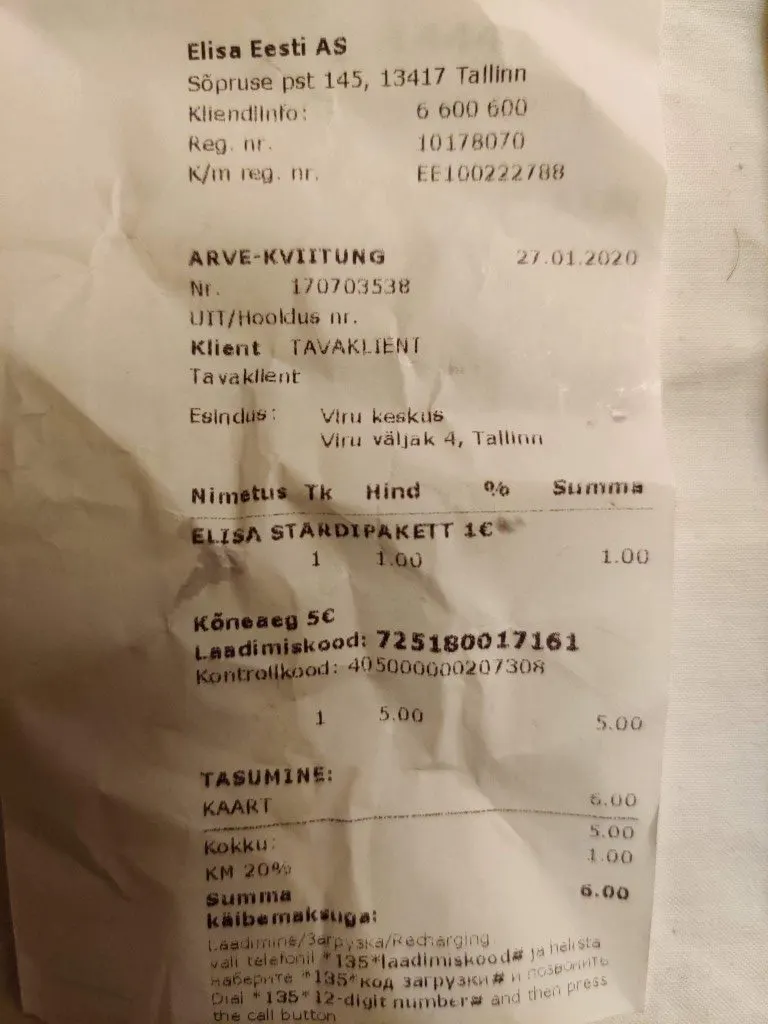 Elisa Eesti AS
Sõpruse pst 145, 13417 Tallinn
Kliendiinfo: 6 600 600
Reg. nr. 10178070
K/m reg. nr. EE100222788
ARVE-KVIITUNG 27.01.2020
Nr. 170703538
UIT/Hooldus nr.
Klient TAVAKLIENT
Tavaklient
Esindus: Viru keskus
Viru väljak 4, Tallinn
Nimetus Tk Hind % Summa
ELISA STARDIPAKETT 1€
1 1.00 1.00
Kõneaeg 5€
Laadimiskood: 725180017161
Kontrollkood: 405000000207308
1 5.00 5.00
TASUMINE:
KAART 6.00
Kokku: 5.00
KM 20% 1.00
Summa 6.00
käibemaksuga:
Laadimine/Загрузка/Recharging
vali telefonil *135*laadimiskood# ja helista
наберите *135*код загрузки# и позвонить
Dial *135*12-digit number# and then press
the call button